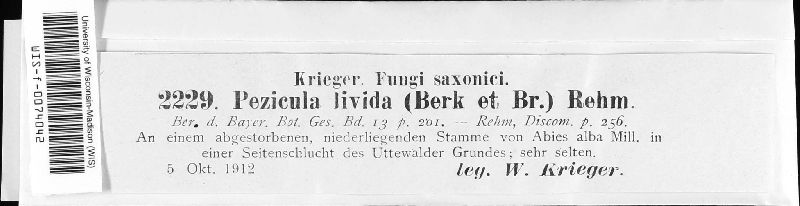 University of Wisconsin-Madison (WIS)
WIS-f-0074042
Krieger. Fungi saxonici.
2229. Pezicula livida (Berk et Br.) Rehm.
Ber. d. Bayer. Bot. Ges. Bd. 13 p. 201. — Rehm, Discom. p. 256.
An einem abgestorbenen, niederliegenden Stamme von Abies alba Mill. in
einer Seitenschlucht des Uttewalder Grundes; sehr selten.
5 Okt. 1912
leg. W. Krieger.